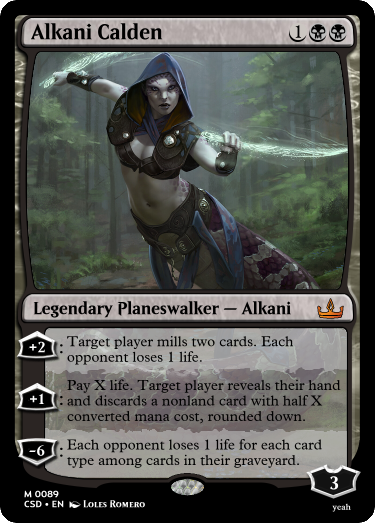 Alkani Calden 1
Legendary Planeswalker — Alkani
+2: Target player mills two cards. Each
opponent loses 1 life.
+1: Pay X life. Target player reveals their hand
and discards a nonland card with half X
converted mana cost, rounded down.
-6: Each opponent loses 1 life for each card
type among cards in their graveyard.
3
M 0089
CSD • EN Loles Romero
yeah